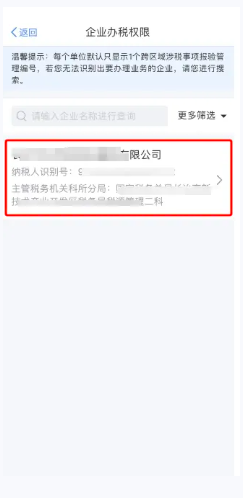 返回 企业办税权限
温馨提示：每个单位默认只显示1个跨区域涉税事项报验管
理编号，若您无法识别出要办理业务的企业，请您进行搜
索。
请输入企业名称进行查询 更多筛选
有限公司
纳税人识别号：9
主管税务机关科所分局：